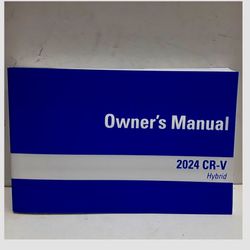 Owner's Manual
2024 CR-V
Hybrid